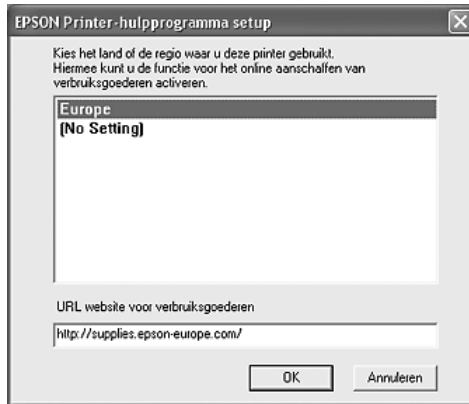 EPSON Printer-hulpprogramma setup
Kies het land of de regio waar u deze printer gebruikt.
Hiermee kunt u de functie voor het online aanschaffen van
verbruiksgoederen activeren.
Europe
(No Setting)
URL website voor verbruiksgoederen
http://supplies.epson-europe.com/
OK
Annuleren